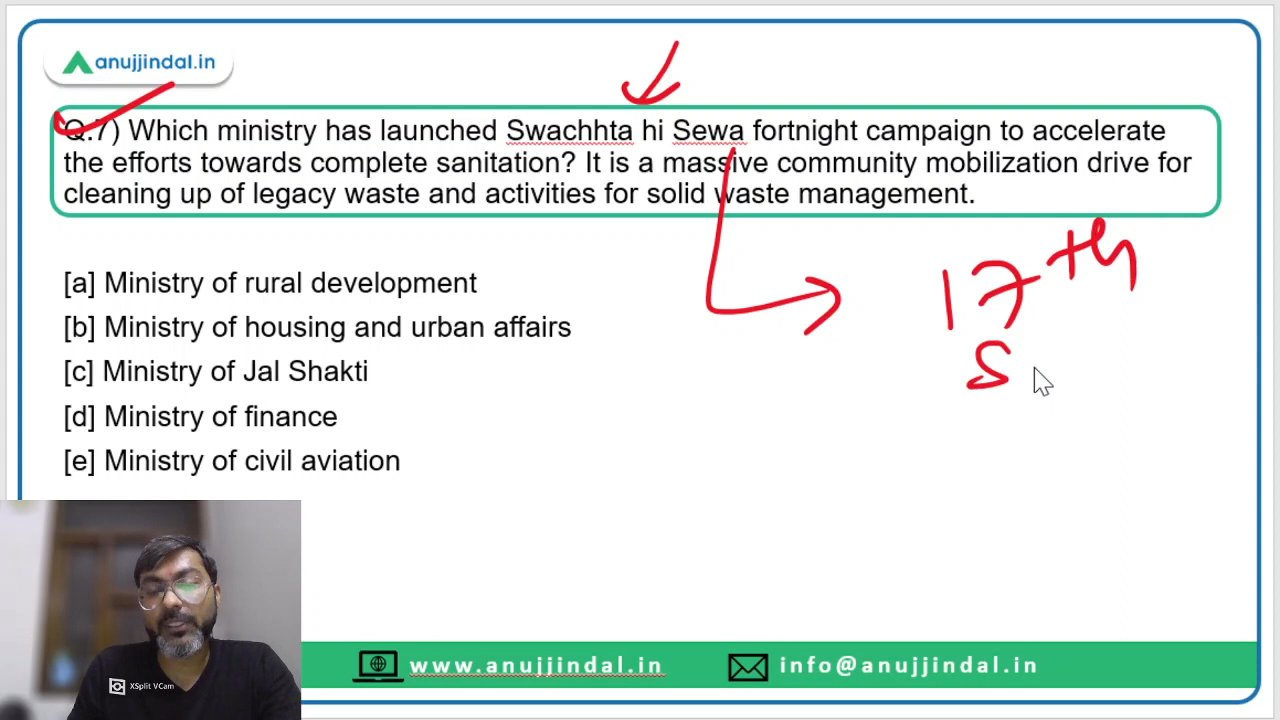 anujjindal.in
Q.7) Which ministry has launched Swachhta hi Sewa fortnight campaign to accelerate
the efforts towards complete sanitation? It is a massive community mobilization drive for
cleaning up of legacy waste and activities for solid waste management.
17th
S
[a] Ministry of rural development
[b] Ministry of housing and urban affairs
[c] Ministry of Jal Shakti
[d] Ministry of finance
[e] Ministry of civil aviation
XSplit VCam
www.anujjindal.in
info@anujjindal.in